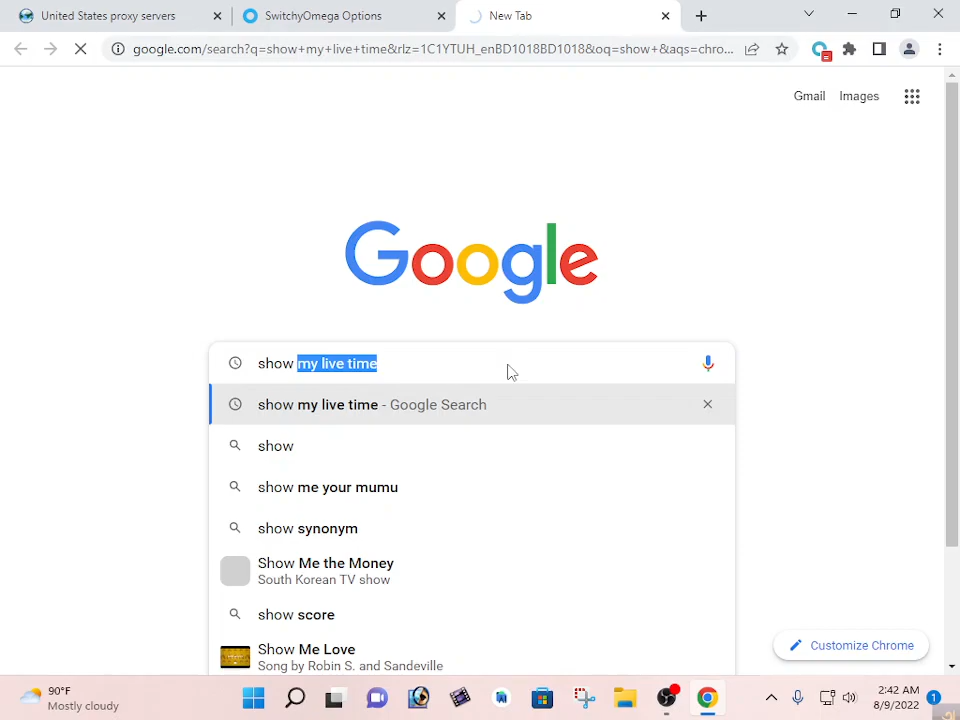 United States proxy servers
SwitchyOmega Options
New Tab
google.com/search?q=show+my+live+time&rlz=1C1YTUH_enBD1018BD1018&oq=show+&aqs=chro...
Gmail Images
Google
show my live time
show my live time - Google Search
show
show me your mumu
show synonym
Show Me the Money
South Korean TV show
show score
Show Me Love
Song by Robin S. and Sandeville
Customize Chrome
90°F
Mostly cloudy
2:42 AM
8/9/2022
1